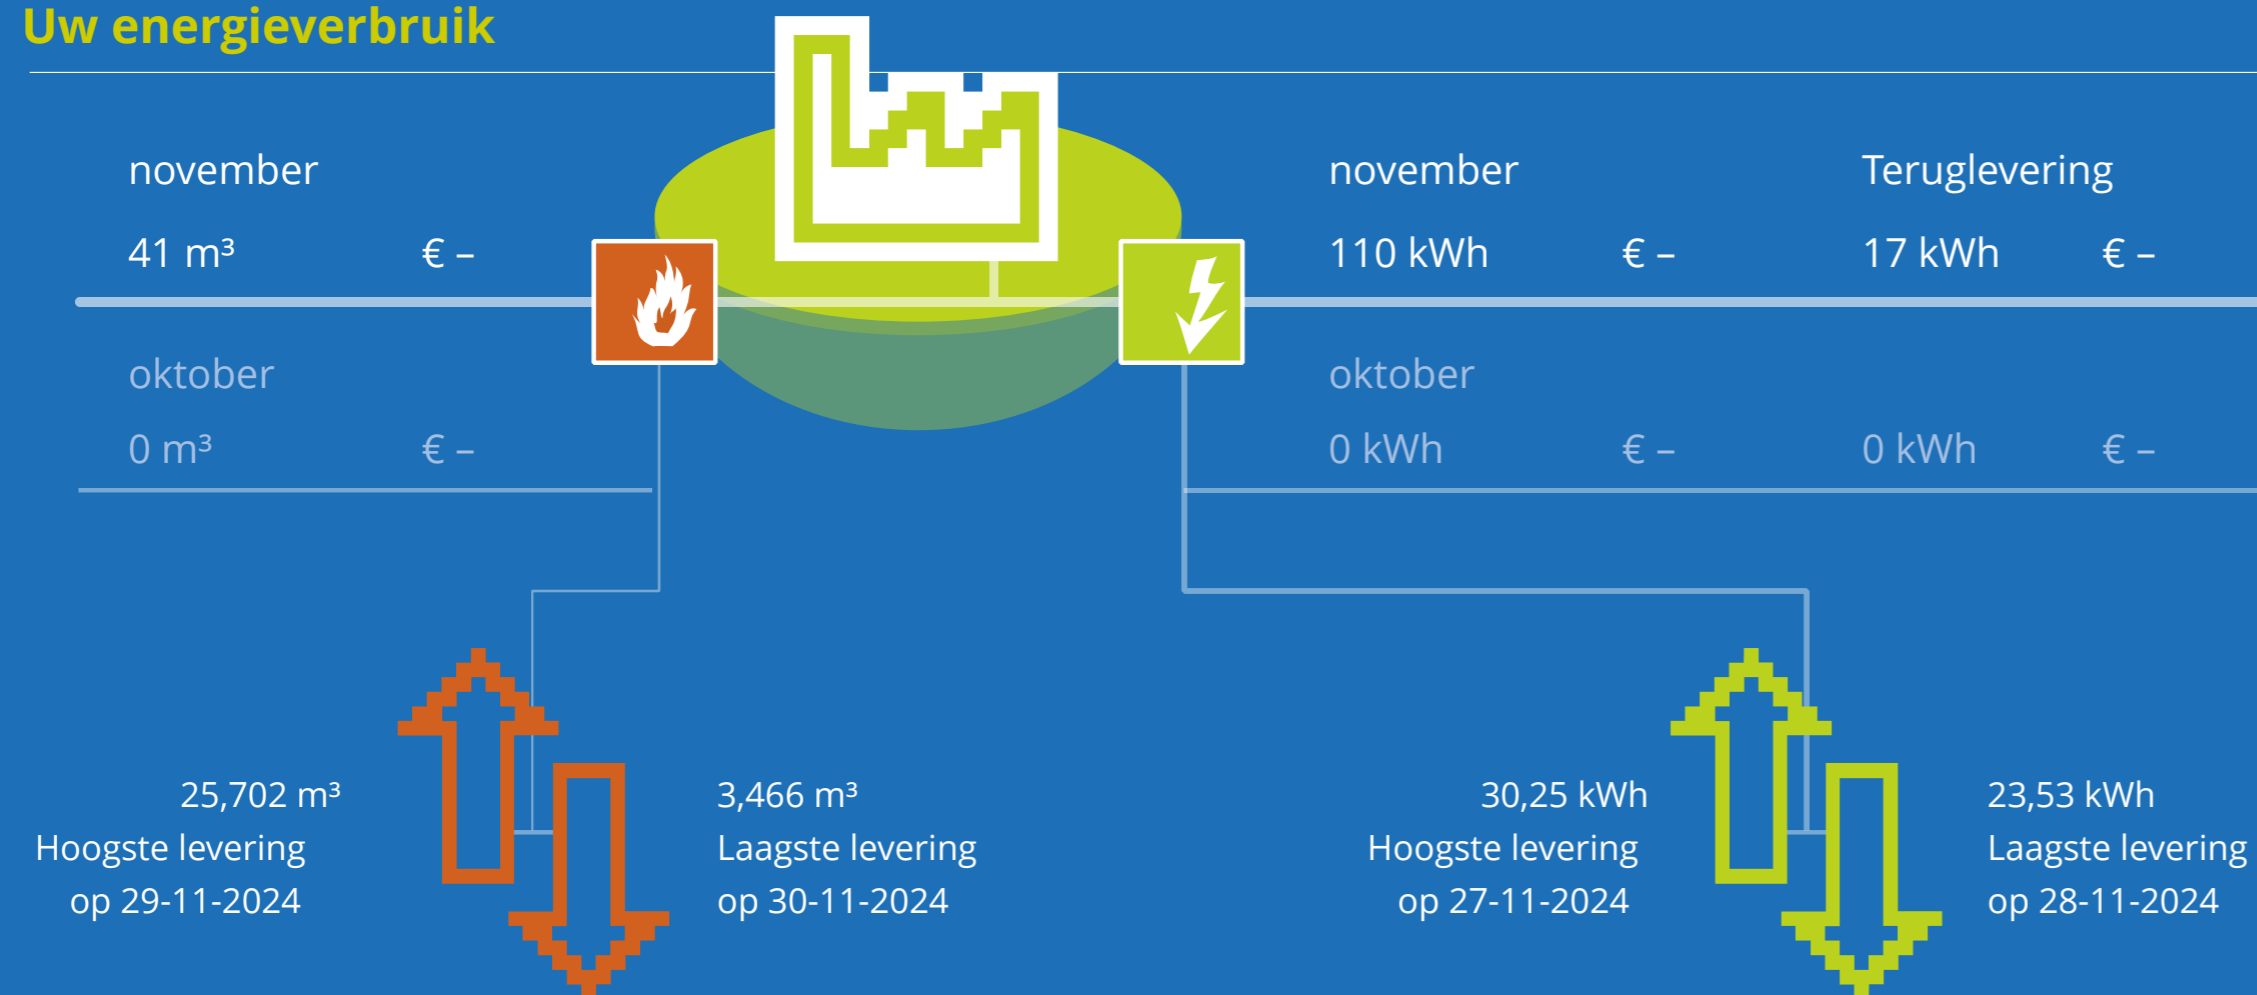 Uw energieverbruik
november
41 m³ € –
oktober
0 m³ € –
november Teruglevering
110 kWh € – 17 kWh € –
oktober
0 kWh € – 0 kWh € –
25,702 m³
Hoogste levering
op 29-11-2024
3,466 m³
Laagste levering
op 30-11-2024
30,25 kWh
Hoogste levering
op 27-11-2024
23,53 kWh
Laagste levering
op 28-11-2024